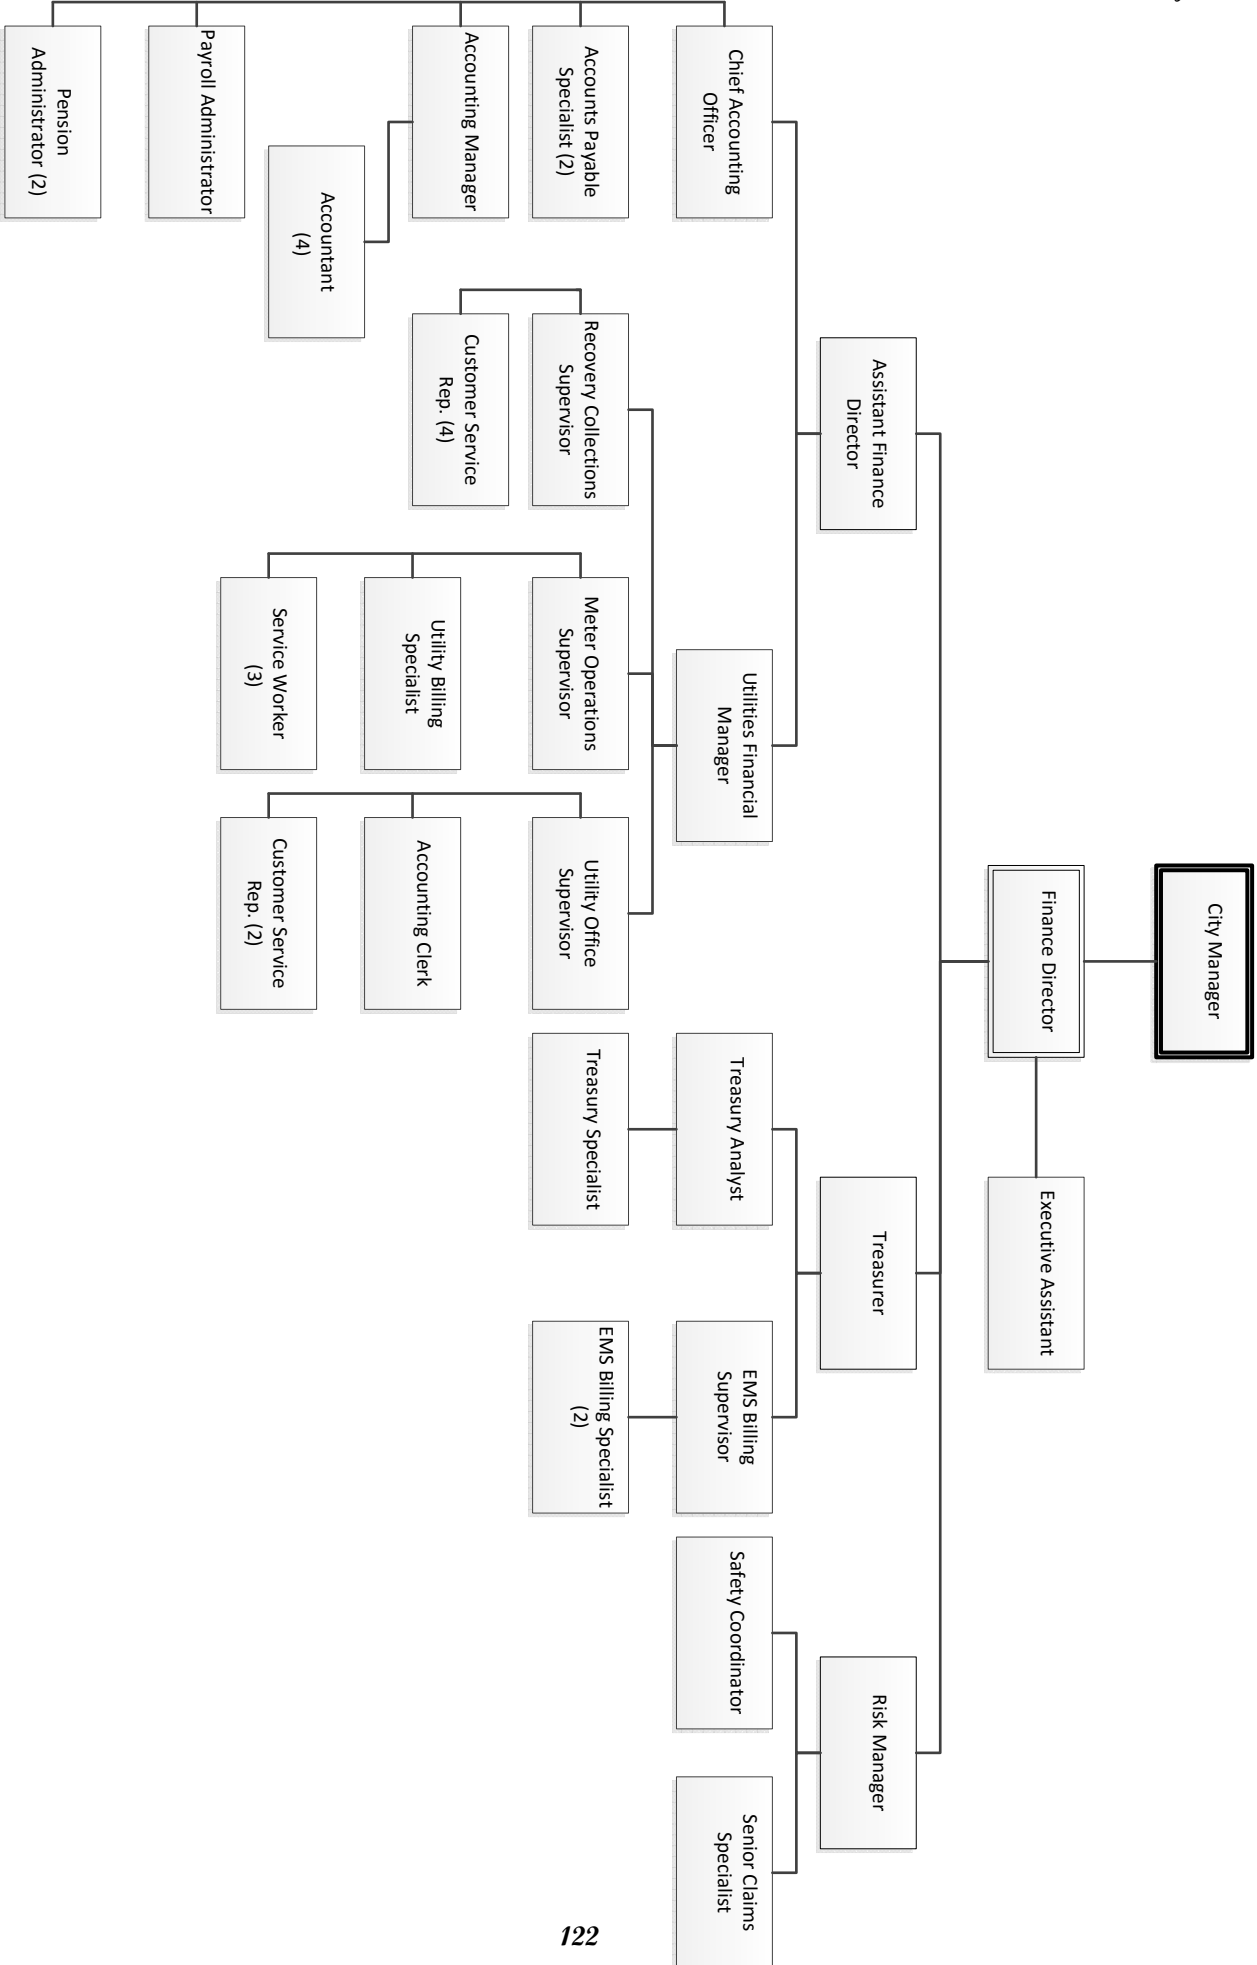 City Manager
Finance Director
Executive Assistant
Assistant Finance
Director
Treasurer
Risk Manager
Chief Accounting
Officer
Utilities Financial
Manager
Treasury Analyst
EMS Billing
Supervisor
Safety Coordinator
Senior Claims
Specialist
Accounts Payable
Specialist (2)
Recovery Collections
Supervisor
Meter Operations
Supervisor
Utility Office
Supervisor
Treasury Specialist
EMS Billing Specialist
(2)
Accounting Manager
Customer Service
Rep. (4)
Utility Billing
Specialist
Accounting Clerk
Accountant
(4)
Service Worker
(3)
Customer Service
Rep. (2)
Payroll Administrator
Pension
Administrator (2)
122